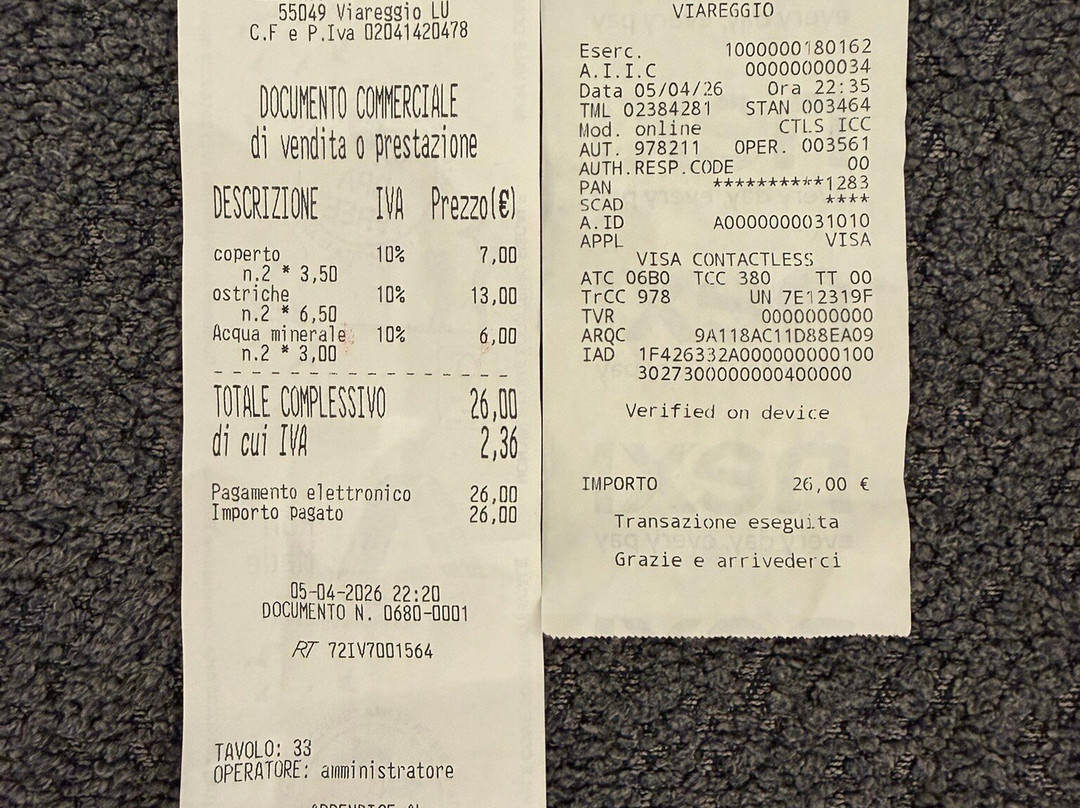 55049 Viareggio LU
C.F e P.Iva 02041420478
DOCUMENTO COMMERCIALE
di vendita o prestazione
DESCRIZIONE IVA Prezzo(€)
coperto 10% 7,00
n.2 * 3,50
ostriche 10% 13,00
n.2 * 6,50
Acqua minerale 10% 6,00
n.2 * 3,00
TOTALE COMPLESSIVO 26,00
di cui IVA 2,36
Pagamento elettronico 26,00
Importo pagato 26,00
05-04-2026 22:20
DOCUMENTO N. 0680-0001
RT 72IV7001564
TAVOLO: 33
OPERATORE: amministratore
VIAREGGIO
Eserc. 1000000180162
A.I.I.C 00000000034
Data 05/04/26 Ora 22:35
TML 02384281 STAN 003464
Mod. online CTLS ICC
AUT. 978211 OPER. 003561
AUTH.RESP.CODE 00
PAN **********1283
SCAD ****
A.ID A0000000031010
APPL VISA
VISA CONTACTLESS
ATC 06B0 TCC 380 TT 00
TrCC 978 UN 7E12319F
TVR 0000000000
ARQC 9A118AC11D88EA09
IAD 1F426332A000000000100
3027300000000400000
Verified on device
IMPORTO 26,00 €
Transazione eseguita
Grazie e arrivederci